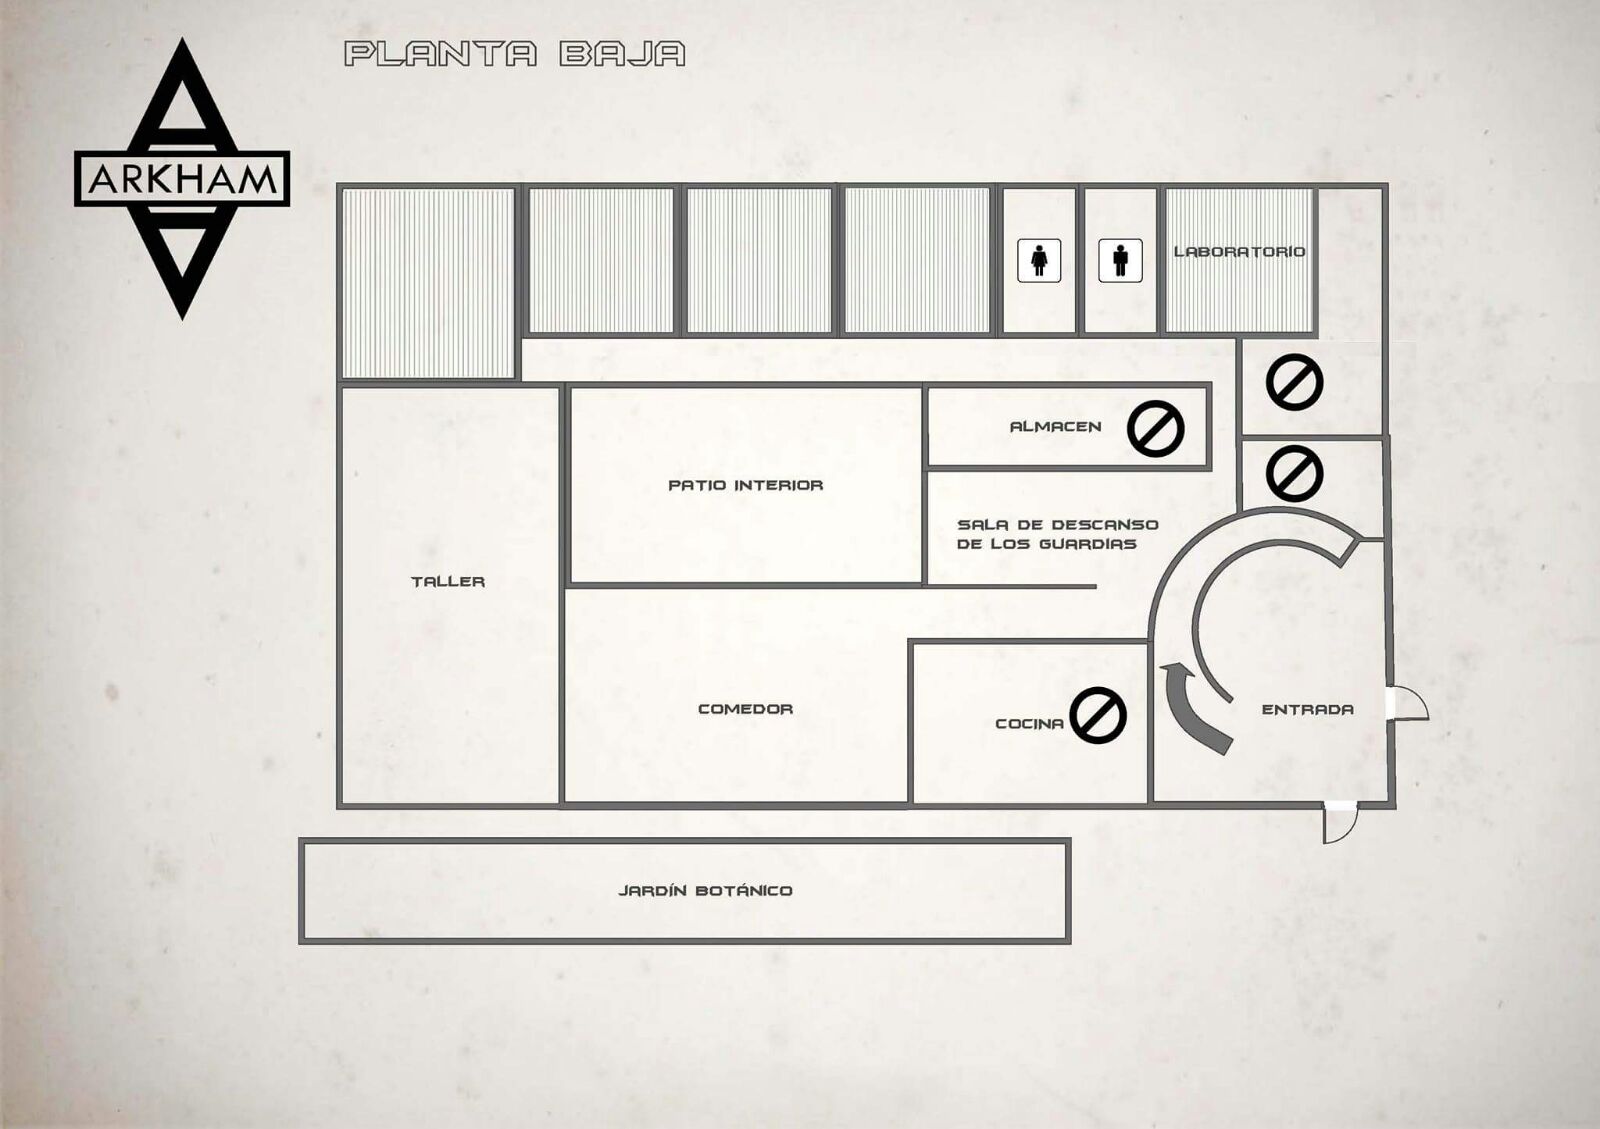 PLANTA BAJA
ARKHAM
LABORATORIO
ALMACEN
PATIO INTERIOR
SALA DE DESCANSO
DE LOS GUARDIAS
TALLER
COMEDOR
ENTRADA
COCINA
JARDÍN BOTÁNICO